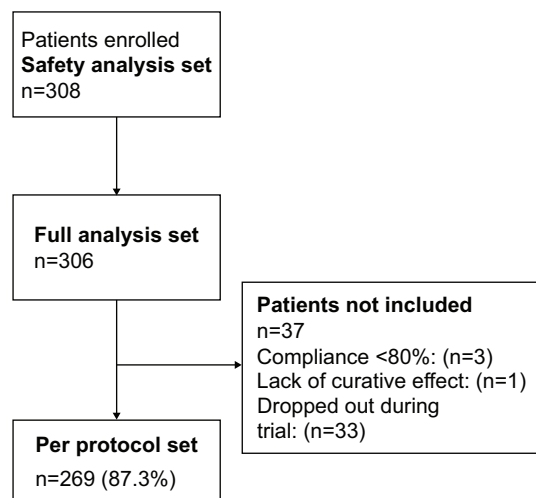 Patients enrolled
Safety analysis set
n=308
Full analysis set
n=306
Patients not included
n=37
Compliance <80%: (n=3)
Lack of curative effect: (n=1)
Dropped out during
trial: (n=33)
Per protocol set
n=269 (87.3%)